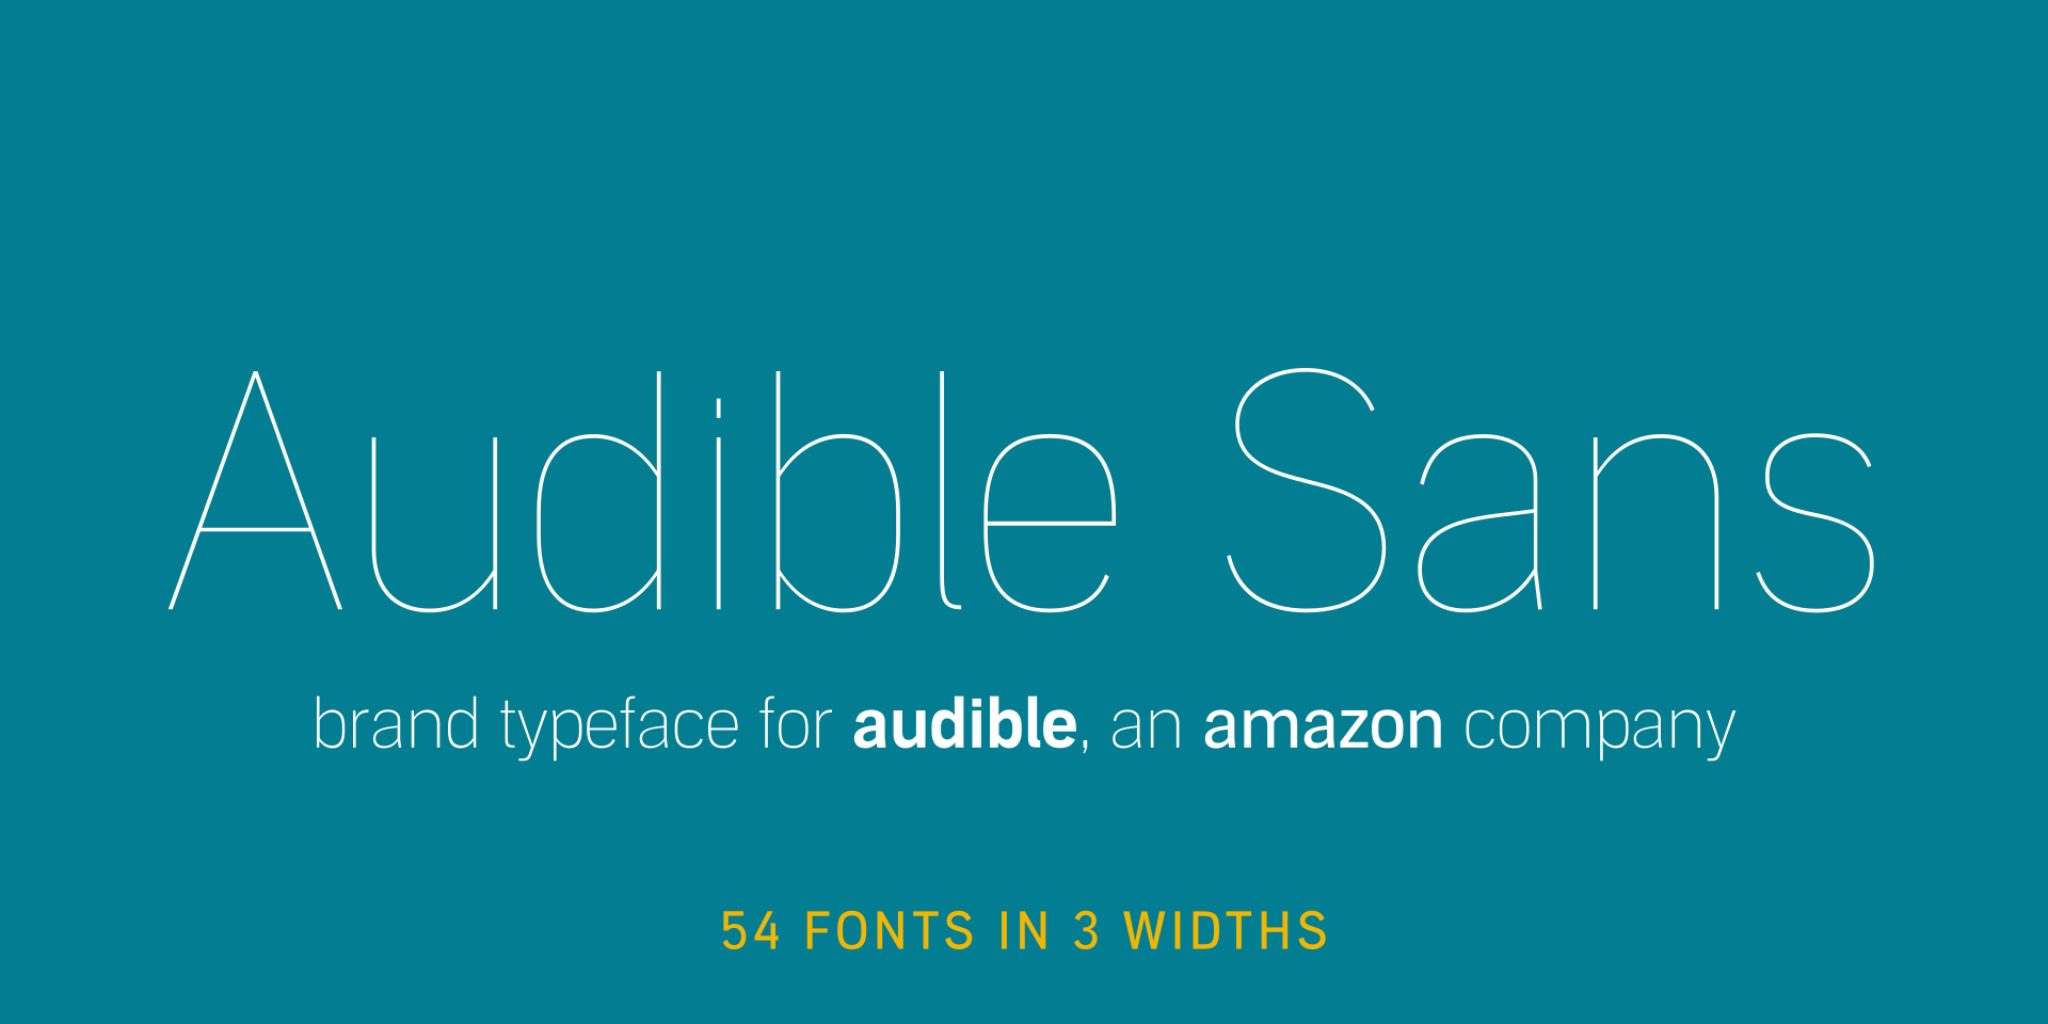 Audible Sans
brand typeface for audible, an amazon company
54 FONTS IN 3 WIDTHS